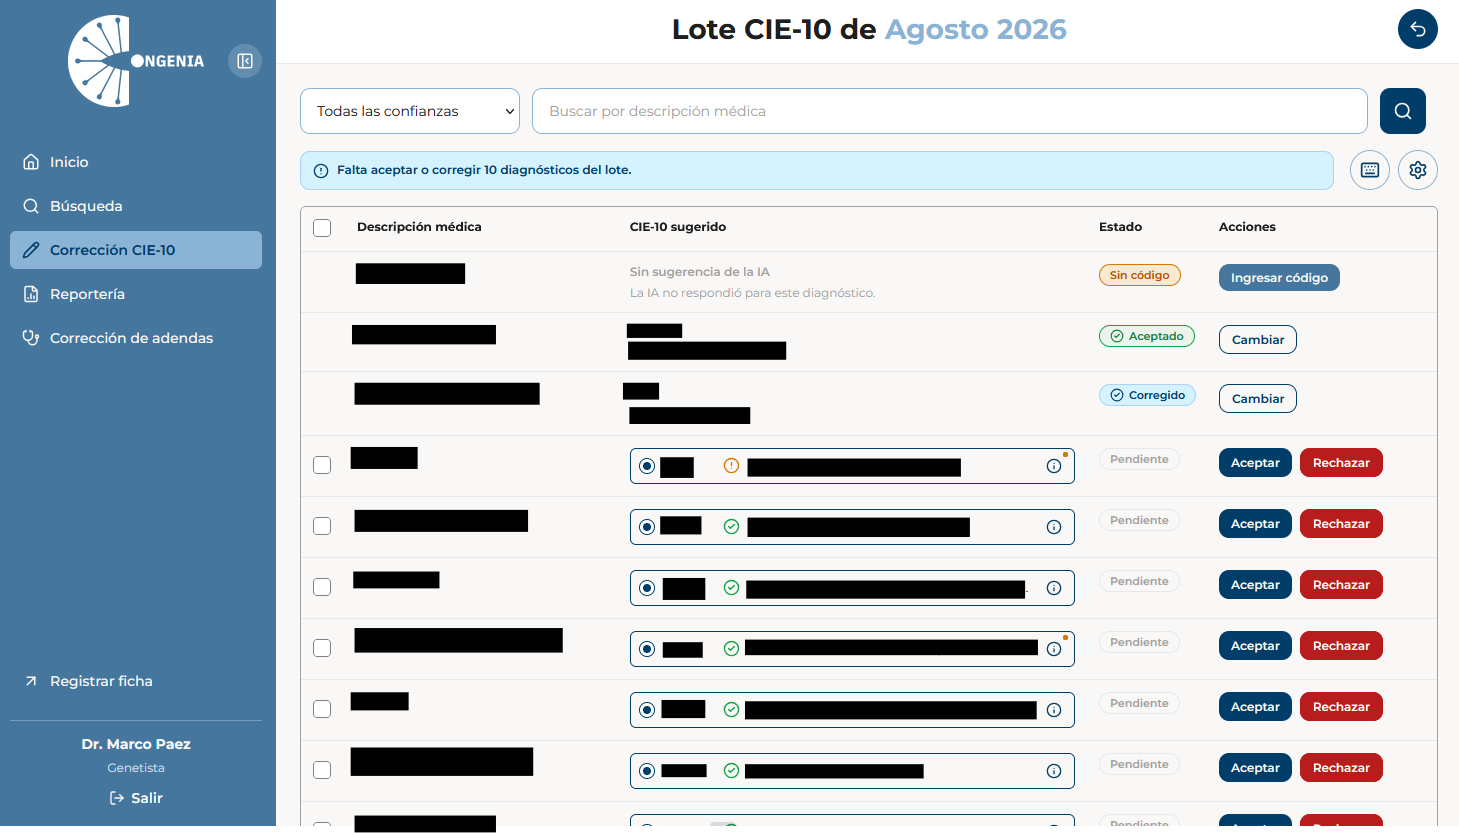 Lote CIE-10 de Agosto 2026
ONGENIA
Todas las confianzas
Buscar por descripción médica
Inicio
Falta aceptar o corregir 10 diagnósticos del lote.
Búsqueda
Corrección CIE-10
Reportería
Corrección de adendas
Registrar ficha
Dr. Marco Paez
Genetista
Salir
Descripción médica CIE-10 sugerido Estado Acciones
Sin sugerencia de la IA
La IA no respondió para este diagnóstico.
Sin código Ingresar código
Aceptado Cambiar
Corregido Cambiar
Pendiente Aceptar Rechazar
Pendiente Aceptar Rechazar
Pendiente Aceptar Rechazar
Pendiente Aceptar Rechazar
Pendiente Aceptar Rechazar
Pendiente Aceptar Rechazar
Pendiente Aceptar Rechazar